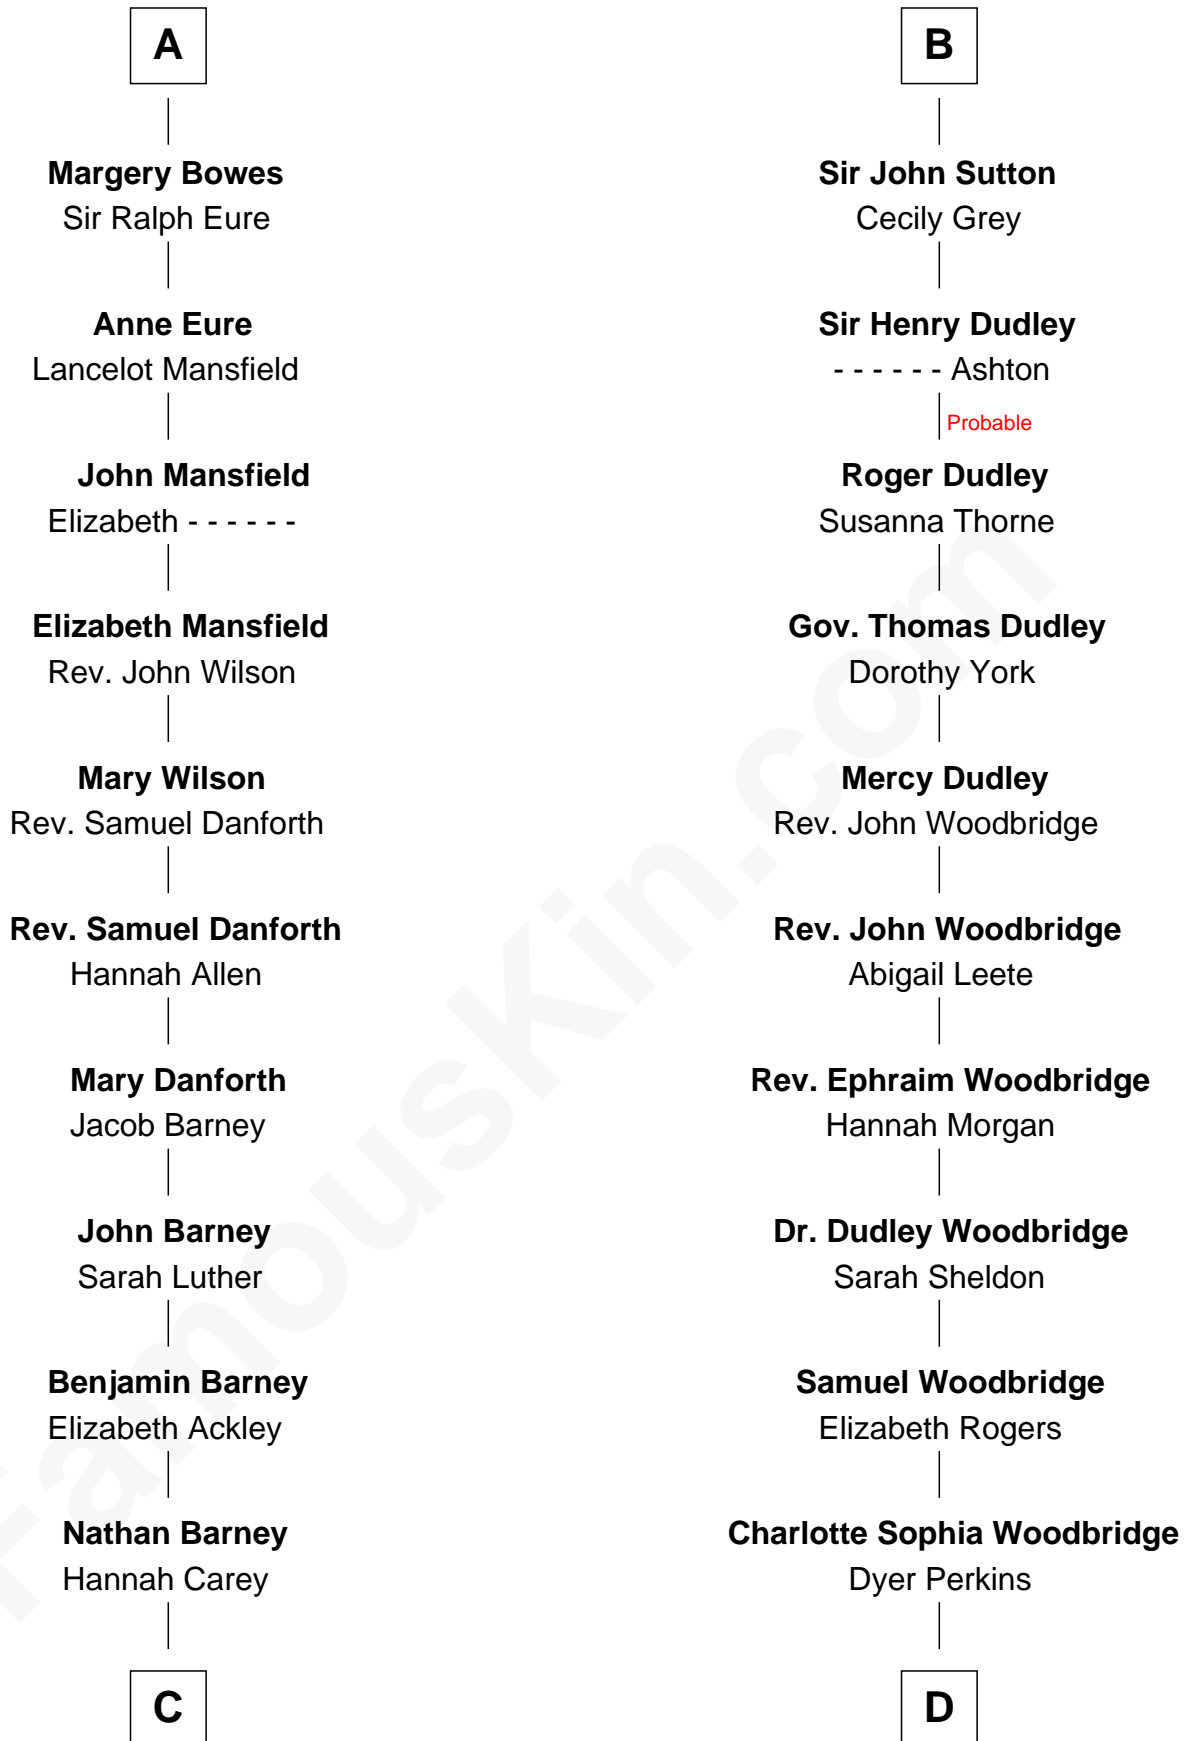 A
Margery Bowes
Sir Ralph Eure
Anne Eure
Lancelot Mansfield
John Mansfield
Elizabeth - - - - - -
Elizabeth Mansfield
Rev. John Wilson
Mary Wilson
Rev. Samuel Danforth
Rev. Samuel Danforth
Hannah Allen
Mary Danforth
Jacob Barney
John Barney
Sarah Luther
Benjamin Barney
Elizabeth Ackley
Nathan Barney
Hannah Carey
C
B
Sir John Sutton
Cecily Grey
Sir Henry Dudley
- - - - - - Ashton
Probable
Roger Dudley
Susanna Thorne
Gov. Thomas Dudley
Dorothy York
Mercy Dudley
Rev. John Woodbridge
Rev. John Woodbridge
Abigail Leete
Rev. Ephraim Woodbridge
Hannah Morgan
Dr. Dudley Woodbridge
Sarah Sheldon
Samuel Woodbridge
Elizabeth Rogers
Charlotte Sophia Woodbridge
Dyer Perkins
D
FamousKin.com